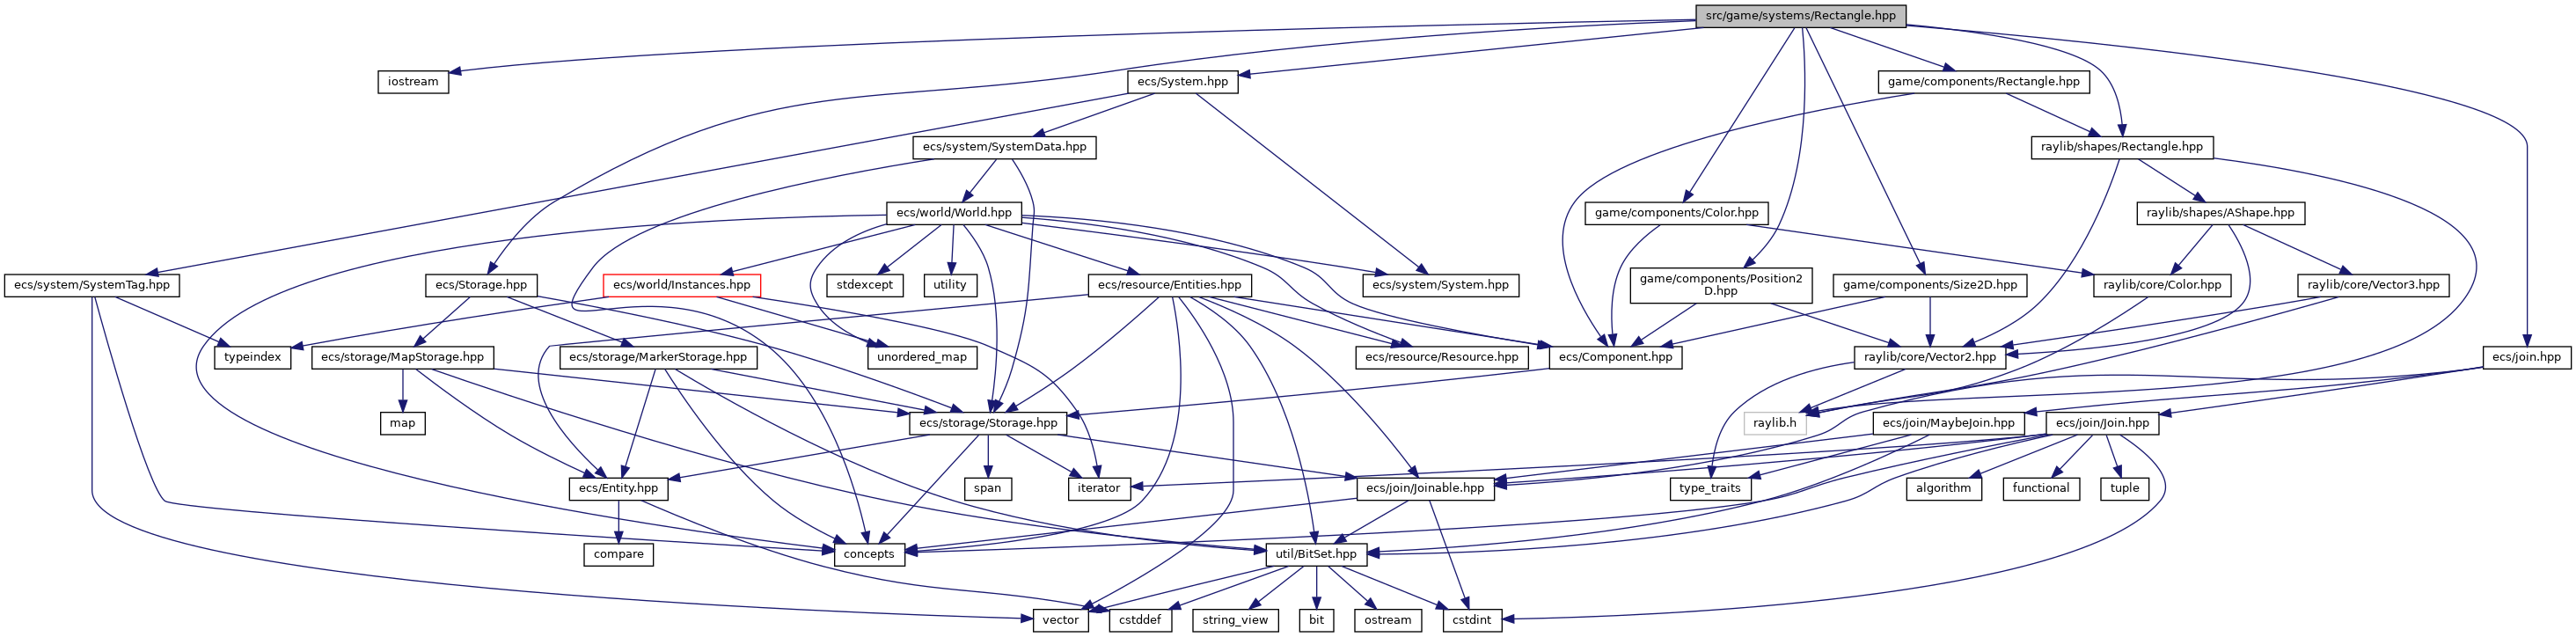 src/game/systems/Rectangle.hpp
iostream
ecs/System.hpp
game/components/Rectangle.hpp
ecs/system/SystemData.hpp
raylib/shapes/Rectangle.hpp
ecs/world/World.hpp
game/components/Color.hpp
raylib/shapes/AShape.hpp
ecs/system/SystemTag.hpp
ecs/Storage.hpp
ecs/world/Instances.hpp
stdexcept
utility
ecs/resource/Entities.hpp
ecs/system/System.hpp
game/components/Position2
D.hpp
game/components/Size2D.hpp
raylib/core/Color.hpp
raylib/core/Vector3.hpp
typeindex
ecs/storage/MapStorage.hpp
ecs/storage/MarkerStorage.hpp
unordered_map
ecs/resource/Resource.hpp
ecs/Component.hpp
raylib/core/Vector2.hpp
ecs/join.hpp
map
ecs/storage/Storage.hpp
raylib.h
ecs/join/MaybeJoin.hpp
ecs/join/Join.hpp
ecs/Entity.hpp
span
iterator
ecs/join/Joinable.hpp
type_traits
algorithm
functional
tuple
compare
concepts
util/BitSet.hpp
vector
cstddef
string_view
bit
ostream
cstdint